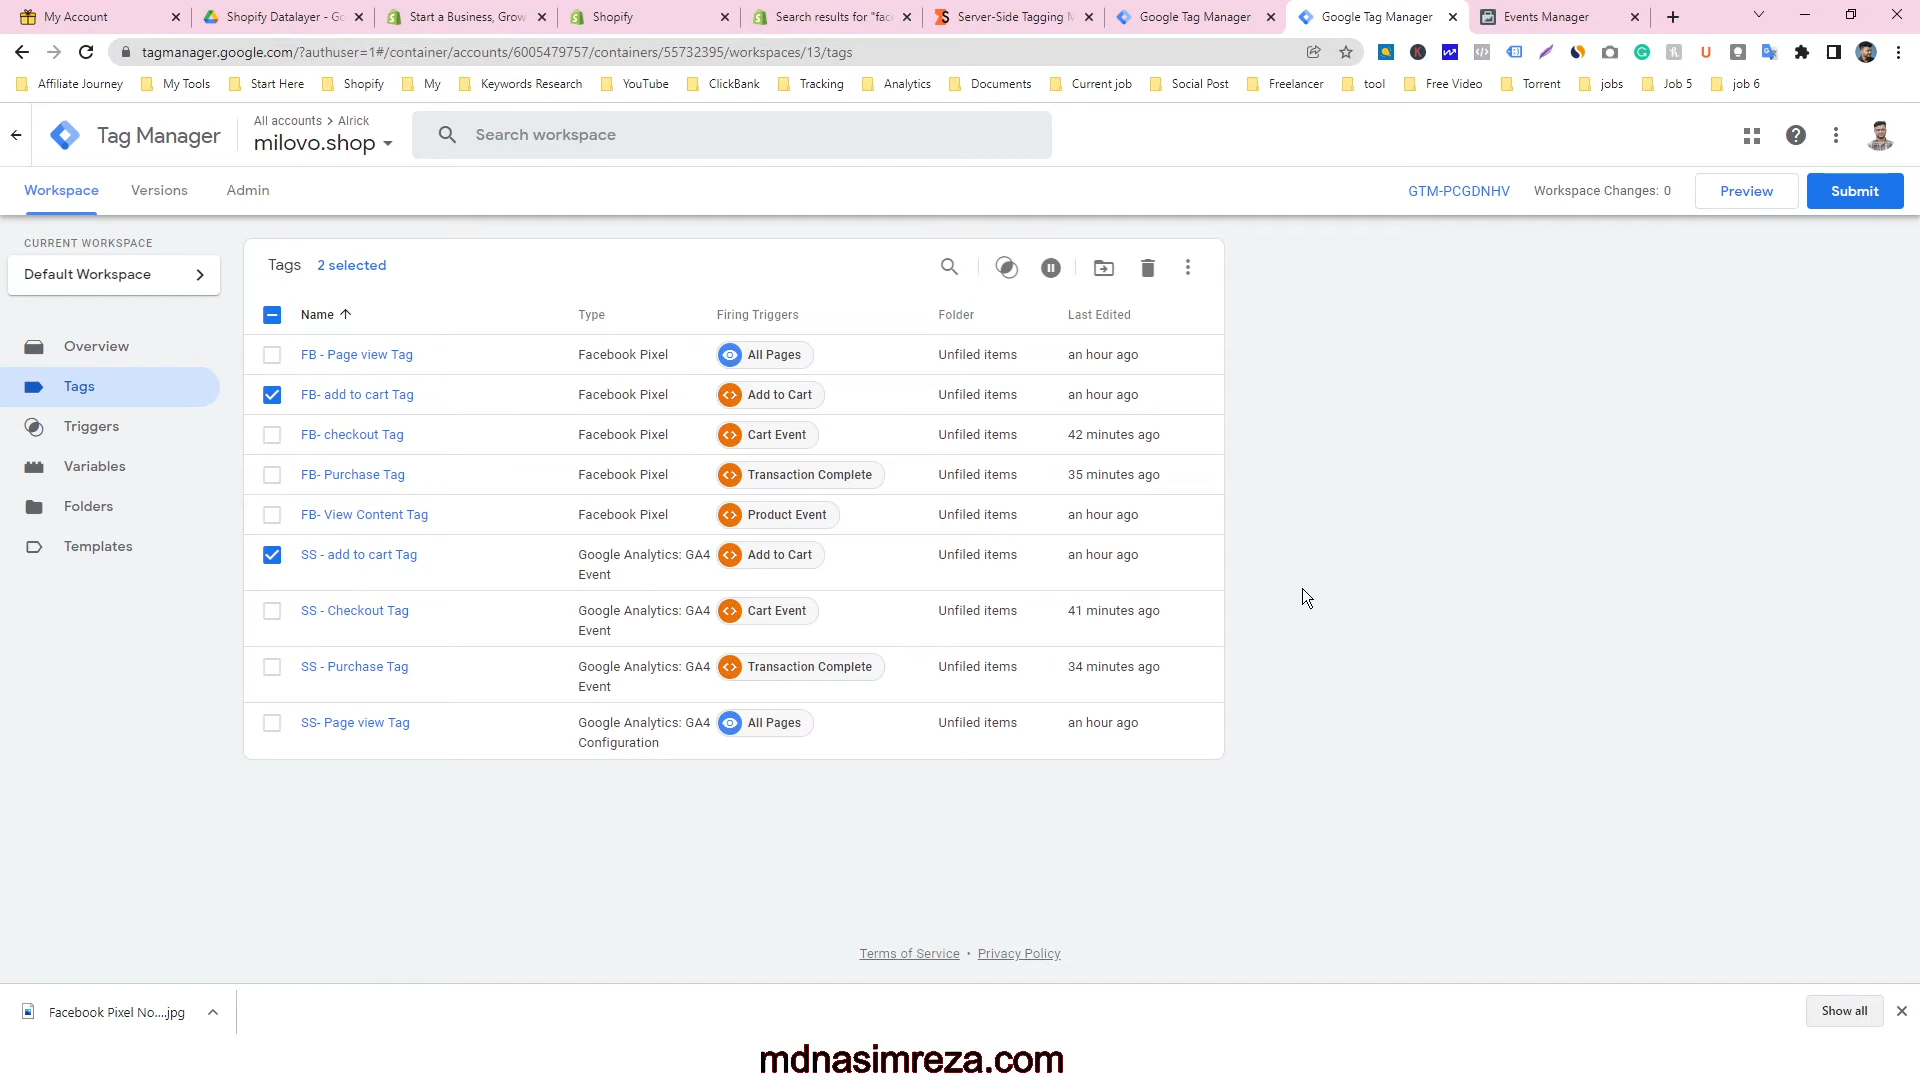 My Account
Shopify Datalayer - Go
Start a Business, Grow
Shopify
Search results for "face
Server-Side Tagging M
Google Tag Manager
Google Tag Manager
Events Manager
tagmanager.google.com/?authuser=1#/container/accounts/6005479757/containers/55732395/workspaces/13/tags
Affiliate Journey
My Tools
Start Here
Shopify
My
Keywords Research
YouTube
ClickBank
Tracking
Analytics
Documents
Current job
Social Post
Freelancer
tool
Free Video
Torrent
jobs
Job 5
job 6
Tag Manager
All accounts > Alrick
milovo.shop
Search workspace
Workspace
Versions
Admin
GTM-PCGDNHV
Workspace Changes: 0
Preview
Submit
CURRENT WORKSPACE
Default Workspace
Overview
Tags
Triggers
Variables
Folders
Templates
Tags 2 selected
Name Type Firing Triggers Folder Last Edited
FB - Page view Tag Facebook Pixel All Pages Unfiled items an hour ago
FB- add to cart Tag Facebook Pixel Add to Cart Unfiled items an hour ago
FB- checkout Tag Facebook Pixel Cart Event Unfiled items 42 minutes ago
FB- Purchase Tag Facebook Pixel Transaction Complete Unfiled items 35 minutes ago
FB- View Content Tag Facebook Pixel Product Event Unfiled items an hour ago
SS - add to cart Tag Google Analytics: GA4 Add to Cart Unfiled items an hour ago
Event
SS - Checkout Tag Google Analytics: GA4 Cart Event Unfiled items 41 minutes ago
Event
SS - Purchase Tag Google Analytics: GA4 Transaction Complete Unfiled items 34 minutes ago
Event
SS- Page view Tag Google Analytics: GA4 All Pages Unfiled items an hour ago
Configuration
Terms of Service • Privacy Policy
Facebook Pixel No....jpg
Show all
mdnasimreza.com